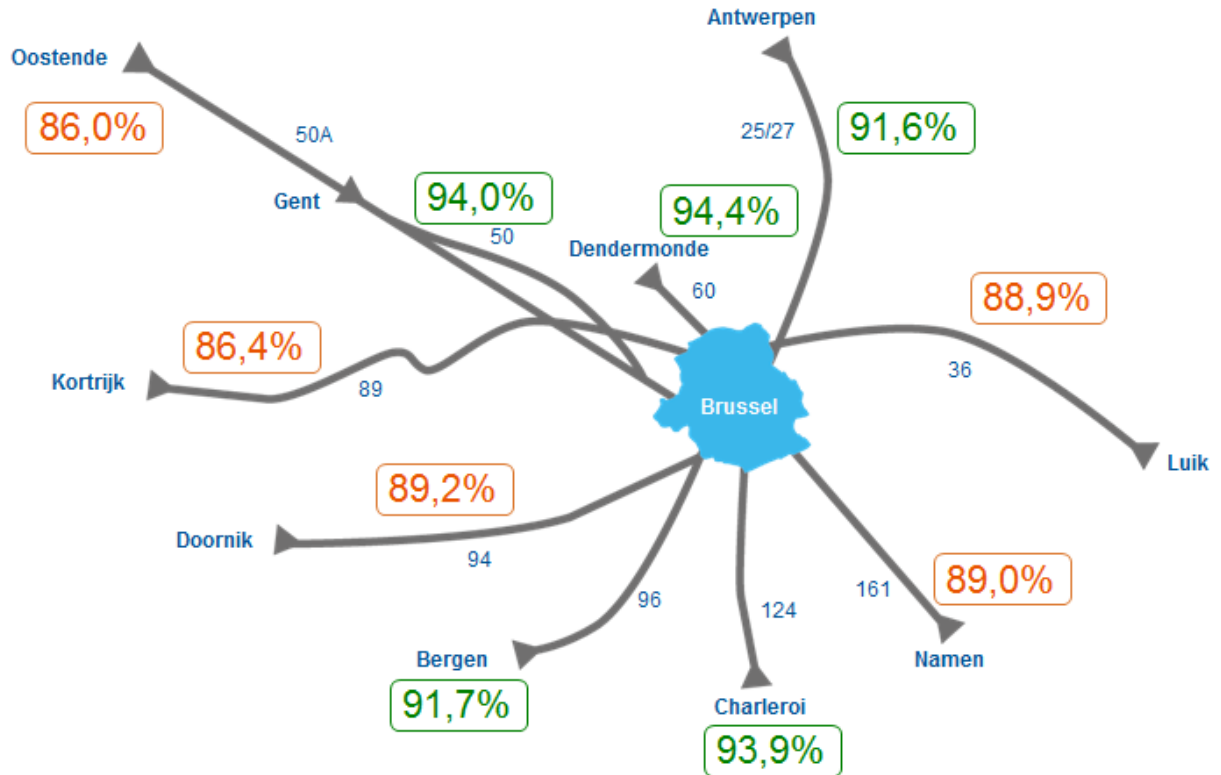 Antwerpen
Oostende
86,0%
50A
25/27
91,6%
Gent
94,0%
50
94,4%
Dendermonde
60
88,9%
86,4%
Kortrijk
89
36
Brussel
Luik
89,2%
Doornik
94
96
124
161
89,0%
Bergen
91,7%
Namen
Charleroi
93,9%